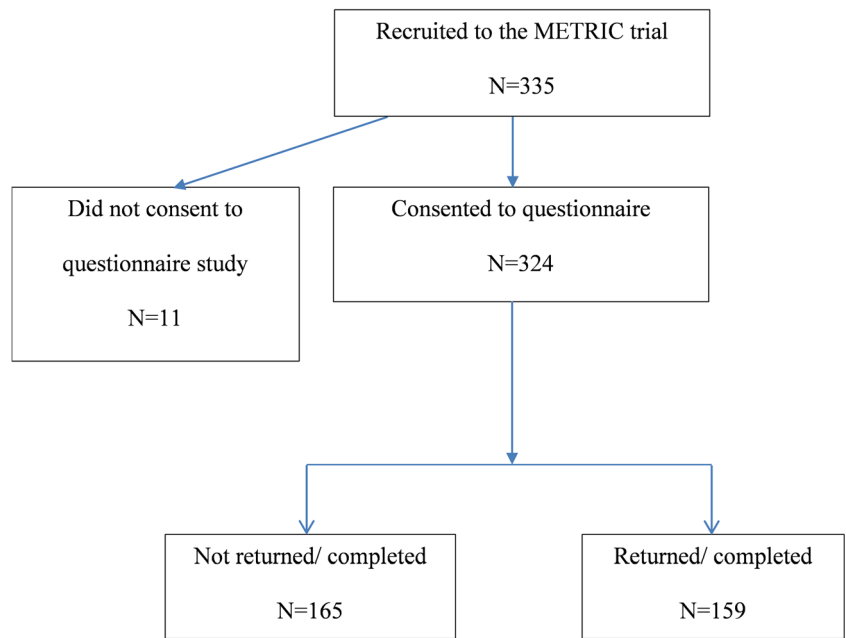 Recruited to the METRIC trial
N=335
Did not consent to
questionnaire study
N=11
Consented to questionnaire
N=324
Not returned/ completed
N=165
Returned/ completed
N=159